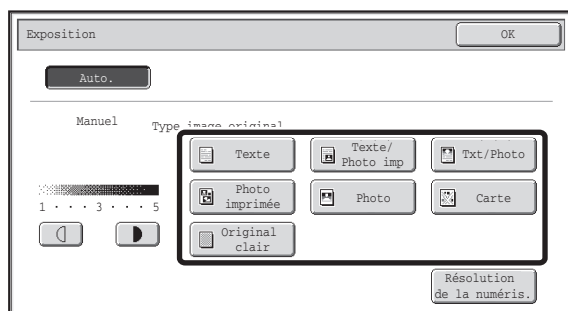 Exposition
OK
Auto.
Manuel
Type image original
Texte
Texte/
Photo imp
Txt/Photo
Photo
imprimée
Photo
Carte
1 · · · 3 · · · 5
Original
clair
Résolution
de la numéris.